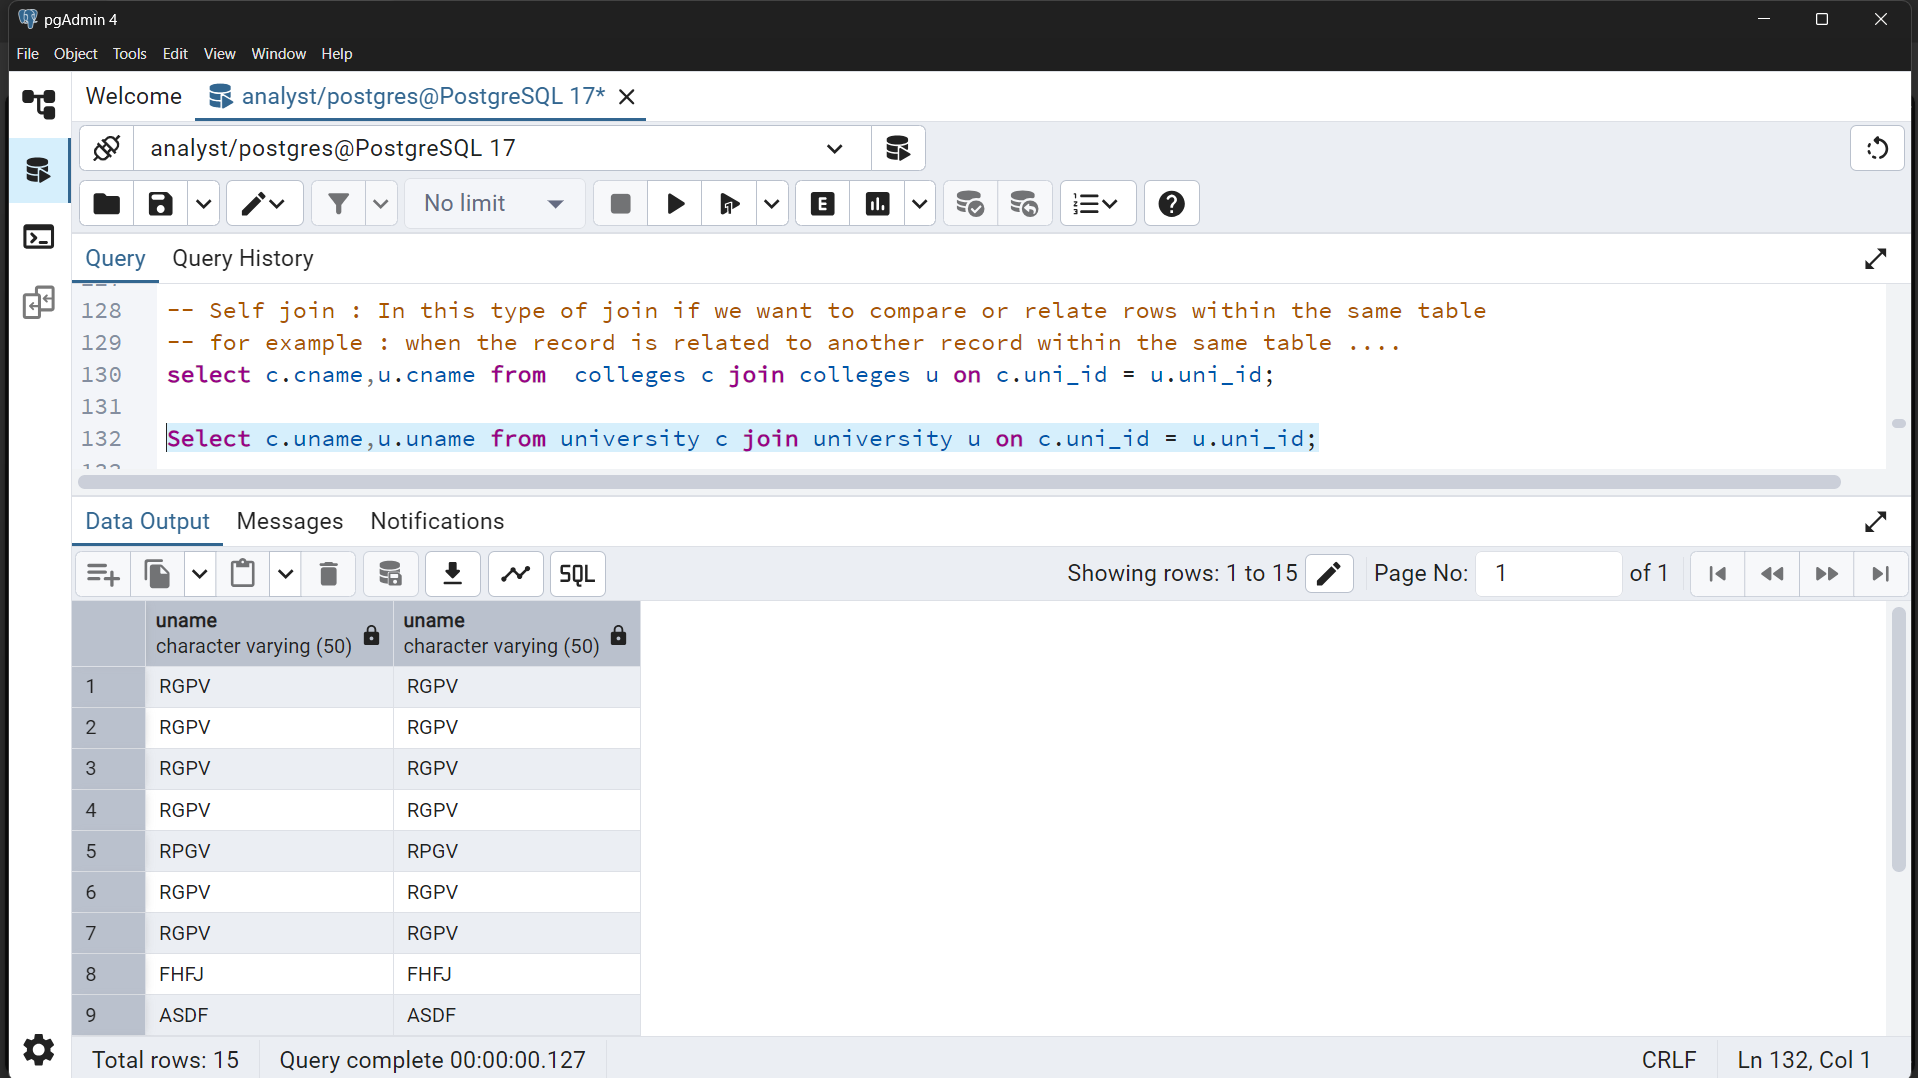 pgAdmin 4
File Object Tools Edit View Window Help
Welcome analyst/postgres@PostgreSQL 17*
analyst/postgres@PostgreSQL 17
No limit
E
Query Query History
128 -- Self join : In this type of join if we want to compare or relate rows within the same table
129 -- for example : when the record is related to another record within the same table ....
130 select c.cname,u.cname from  colleges c join colleges u on c.uni_id = u.uni_id;
131
132 Select c.uname,u.uname from university c join university u on c.uni_id = u.uni_id;
Data Output Messages Notifications
SQL Showing rows: 1 to 15 Page No: 1 of 1
uname uname
character varying (50) character varying (50)
1 RGPV RGPV
2 RGPV RGPV
3 RGPV RGPV
4 RGPV RGPV
5 RPGV RPGV
6 RGPV RGPV
7 RGPV RGPV
8 FHFJ FHFJ
9 ASDF ASDF
Total rows: 15 Query complete 00:00:00.127 CRLF Ln 132, Col 1